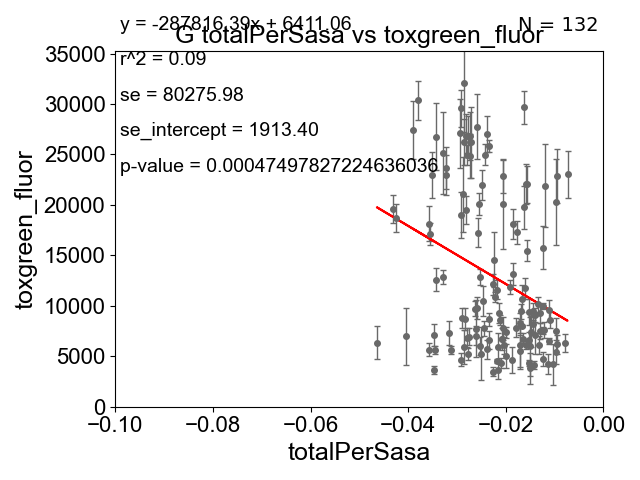 y = -287816.39x + 6411.06
N = 132
G totalPerSasa vs toxgreen_fluor
r^2 = 0.09
se = 80275.98
se_intercept = 1913.40
p-value = 0.00047497827224636036
35000
30000
25000
20000
15000
10000
5000
0
toxgreen_fluor
−0.10 −0.08 −0.06 −0.04 −0.02 0.00
totalPerSasa